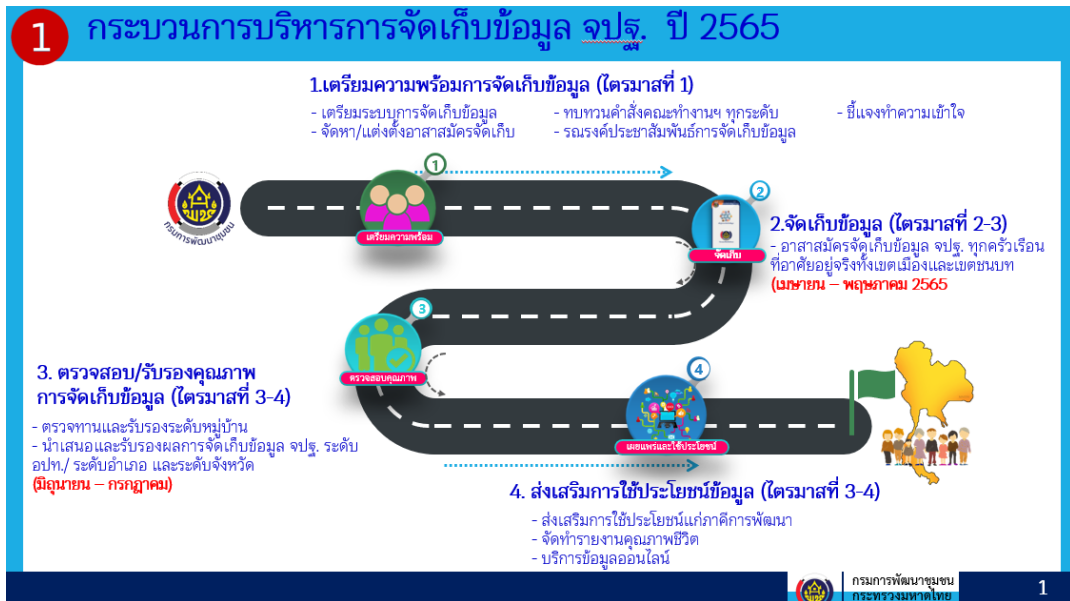 1
กระบวนการบริหารการจัดเก็บข้อมูล จปฐ. ปี 2565
1.เตรียมความพร้อมการจัดเก็บข้อมูล (ไตรมาสที่ 1)
- เตรียมระบบการจัดเก็บข้อมูล - ทบทวนคำสั่งคณะทำงานฯ ทุกระดับ - ชี้แจงทำความเข้าใจ
- จัดหา/แต่งตั้งอาสาสมัครจัดเก็บ - รณรงค์ประชาสัมพันธ์การจัดเก็บข้อมูล
กรมการพัฒนาชุมชน
1
เตรียมความพร้อม
2
จัดเก็บ
2.จัดเก็บข้อมูล (ไตรมาสที่ 2-3)
- อาสาสมัครจัดเก็บข้อมูล จปฐ. ทุกครัวเรือน
ที่อาศัยอยู่จริงทั้งเขตเมืองและเขตชนบท
(เมษายน – พฤษภาคม 2565
3
ตรวจสอบคุณภาพ
3. ตรวจสอบ/รับรองคุณภาพ
การจัดเก็บข้อมูล (ไตรมาสที่ 3-4)
- ตรวจทานและรับรองระดับหมู่บ้าน
- นำเสนอและรับรองผลการจัดเก็บข้อมูล จปฐ. ระดับ
อปท./ ระดับอำเภอ และระดับจังหวัด
(มิถุนายน – กรกฎาคม)
4
เผยแพร่และใช้ประโยชน์
4. ส่งเสริมการใช้ประโยชน์ข้อมูล (ไตรมาสที่ 3-4)
- ส่งเสริมการใช้ประโยชน์แก่ภาคีการพัฒนา
- จัดทำรายงานคุณภาพชีวิต
- บริการข้อมูลออนไลน์
กรมการพัฒนาชุมชน
กระทรวงมหาดไทย
1